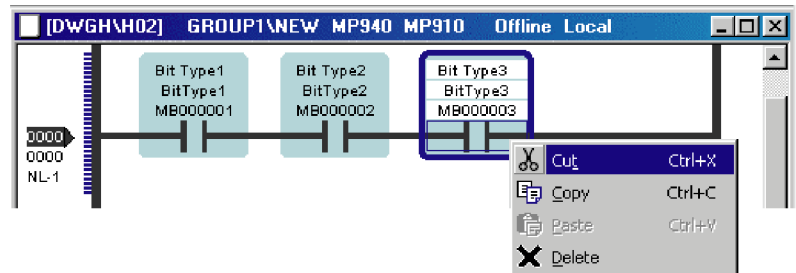 [DWGH\H02] GROUP1\NEW MP940 MP910 Offline Local
Bit Type1
BitType1
MB000001
Bit Type2
BitType2
MB000002
Bit Type3
BitType3
MB000003
0000
0000
NL-1
Cut Ctrl+X
Copy Ctrl+C
Paste Ctrl+V
Delete